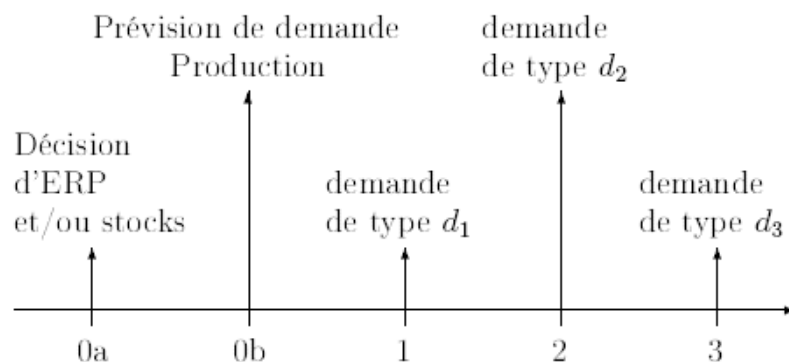 Prévision de demande
Production
demande
de type d₂
Décision
d'ERP
et/ou stocks
demande
de type d₁
demande
de type d₃
0a
0b
1
2
3